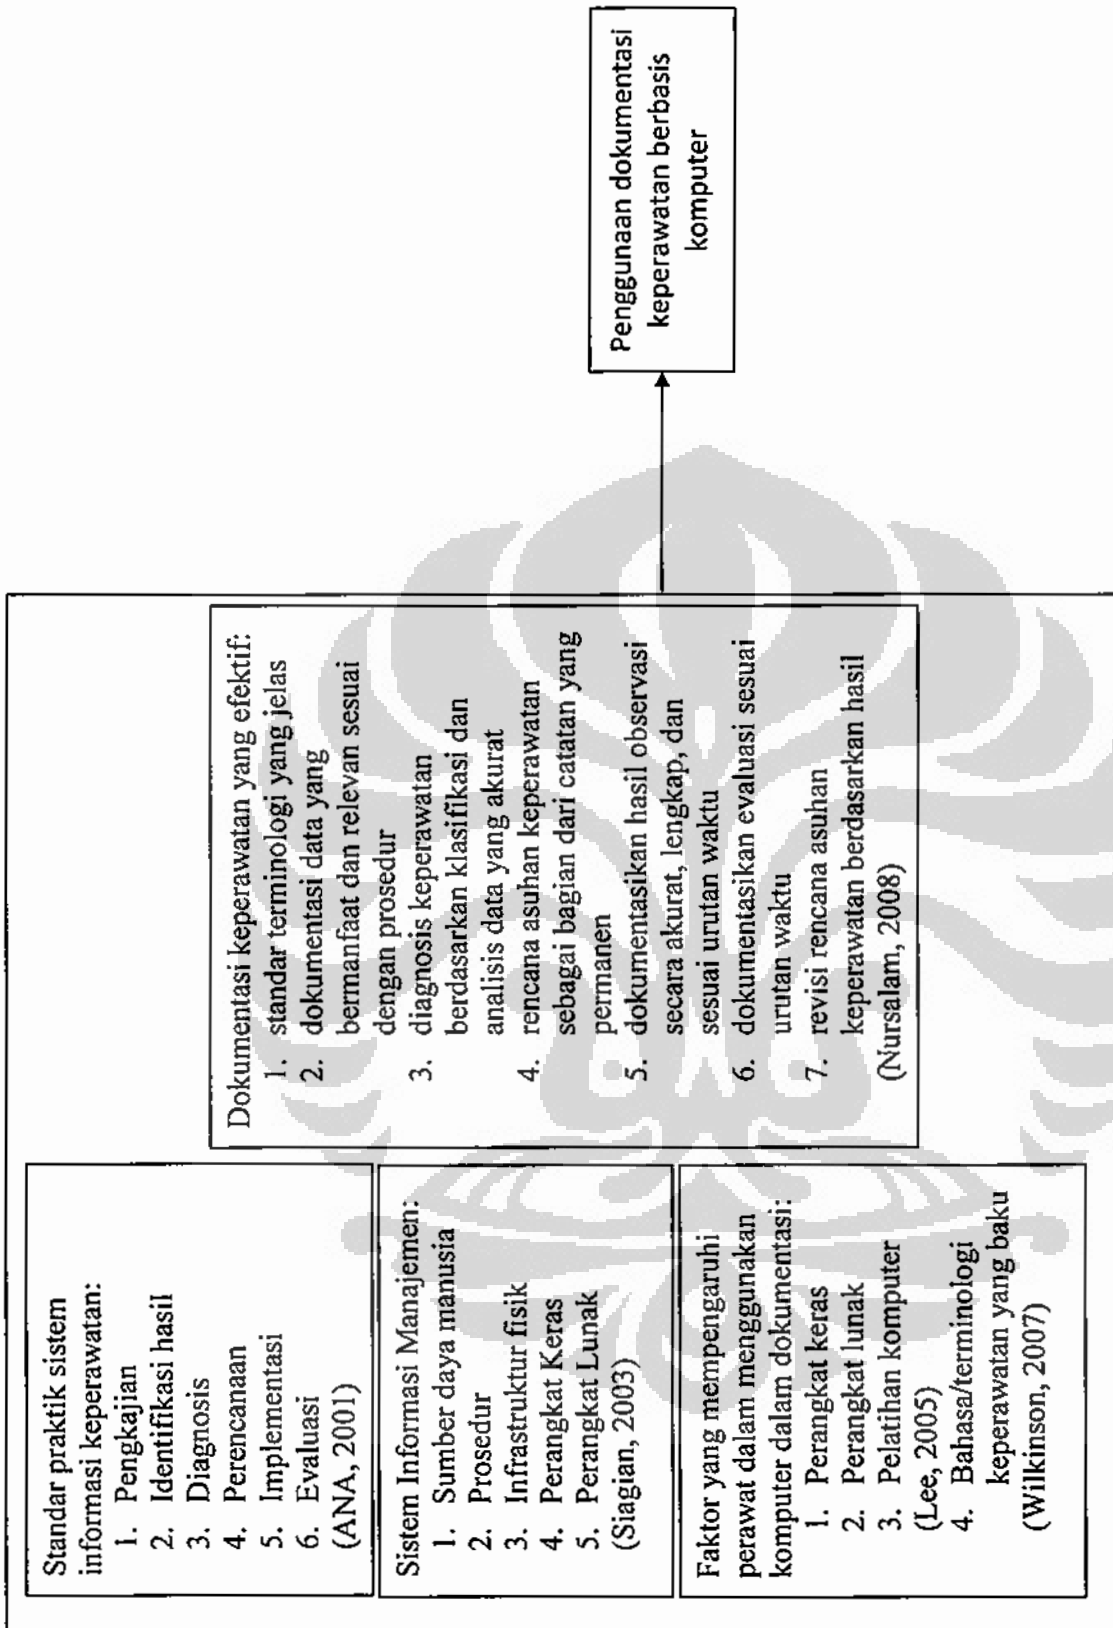 Standar praktik sistem
informasi keperawatan:
1. Pengkajian
2. Identifikasi hasil
3. Diagnosis
4. Perencanaan
5. Implementasi
6. Evaluasi
(ANA, 2001)
Sistem Informasi Manajemen:
1. Sumber daya manusia
2. Prosedur
3. Infrastruktur fisik
4. Perangkat Keras
5. Perangkat Lunak
(Siagian, 2003)
Faktor yang mempengaruhi
perawat dalam menggunakan
komputer dalam dokumentasi:
1. Perangkat keras
2. Perangkat lunak
3. Pelatihan komputer
(Lee, 2005)
4. Bahasa/terminologi
keperawatan yang baku
(Wilkinson, 2007)
Dokumentasi keperawatan yang efektif:
1. standar terminologi yang jelas
2. dokumentasi data yang
bermanfaat dan relevan sesuai
dengan prosedur
3. diagnosis keperawatan
berdasarkan klasifikasi dan
analisis data yang akurat
4. rencana asuhan keperawatan
sebagai bagian dari catatan yang
permanen
5. dokumentasikan hasil observasi
secara akurat, lengkap, dan
sesuai urutan waktu
6. dokumentasikan evaluasi sesuai
urutan waktu
7. revisi rencana asuhan
keperawatan berdasarkan hasil
(Nursalam, 2008)
Penggunaan dokumentasi
keperawatan berbasis
komputer